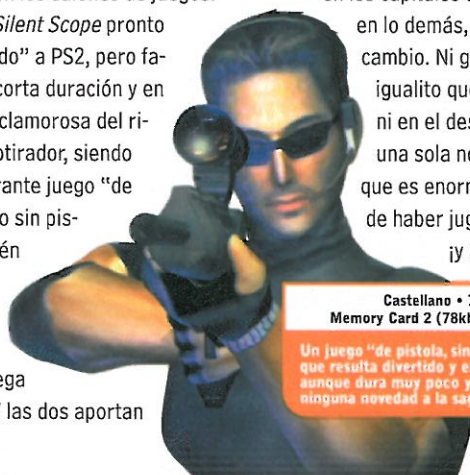 Silent Scope pronto
do" a PS2, pero fa-
corta duración y en
clamorosa del ri-
otirador, siendo
rante juego "de
o sin pis-
én
ega
las dos aportan
en lo demás,
cambio. Ni g
igualito que
ni en el des
una sola no
que es enorm
de haber jug
¡y
Castellano •
Memory Card 2 (78kb
Un juego "de pistola, sin
que resulta divertido y e
aunque dura muy poco y
ninguna novedad a la sag